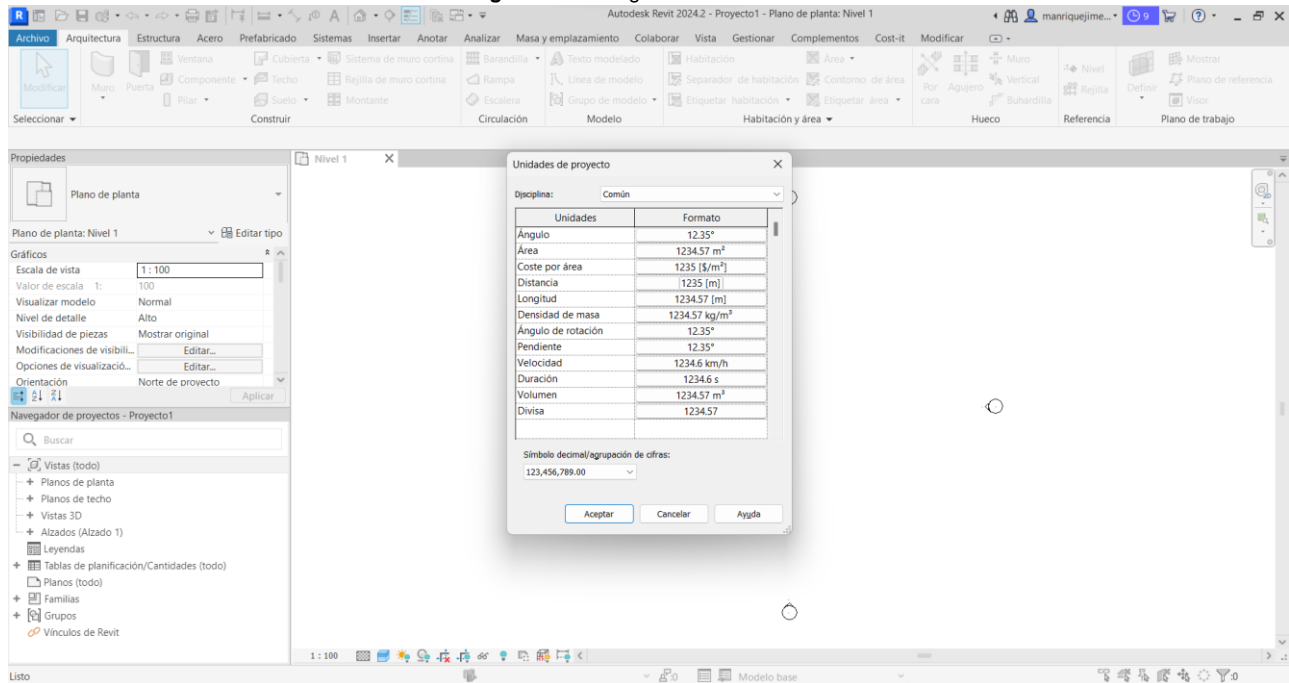 Autodesk Revit 2024.2 - Proyecto1 - Plano de planta: Nivel 1
manriquejime...
9
Archivo Arquitectura Estructura Acero Prefabricado Sistemas Insertar Anotar Analizar Masa y emplazamiento Colaborar Vista Gestionar Complementos Cost-it Modificar
Modificar
Muro
Puerta
Ventana
Componente
Pilar
Cubierta
Techo
Suelo
Sistema de muro cortina
Rejilla de muro cortina
Montante
Barandilla
Rampa
Escalera
Texto modelado
Línea de modelo
Grupo de modelo
Habitación
Separador de habitación
Etiquetar habitación
Área
Contorno de área
Etiquetar área
Por cara
Agujero
Muro
Vertical
Buhardilla
Nivel
Rejilla
Definir
Mostrar
Plano de referencia
Visor
Seleccionar Construir Circulación Modelo Habitación y área Hueco Referencia Plano de trabajo
Propiedades
Plano de planta
Plano de planta: Nivel 1 Editar tipo
Gráficos
Escala de vista 1 : 100
Valor de escala 1: 100
Visualizar modelo Normal
Nivel de detalle Alto
Visibilidad de piezas Mostrar original
Modificaciones de visibili... Editar...
Opciones de visualizació... Editar...
Orientación Norte de proyecto
Aplicar
Navegador de proyectos - Proyecto1
Buscar
Vistas (todo)
Planos de planta
Planos de techo
Vistas 3D
Alzados (Alzado 1)
Leyendas
Tablas de planificación/Cantidades (todo)
Planos (todo)
Familias
Grupos
Vínculos de Revit
Nivel 1
Unidades de proyecto
Disciplina: Común
Unidades Formato
Ángulo 12.35°
Área 1234.57 m²
Coste por área 1235 [$/m²]
Distancia 1235 [m]
Longitud 1234.57 [m]
Densidad de masa 1234.57 kg/m³
Ángulo de rotación 12.35°
Pendiente 12.35°
Velocidad 1234.6 km/h
Duración 1234.6 s
Volumen 1234.57 m³
Divisa 1234.57
Símbolo decimal/agrupación de cifras:
123,456,789.00
Aceptar Cancelar Ayuda
1 : 100
Listo
:0
Modelo base
:0